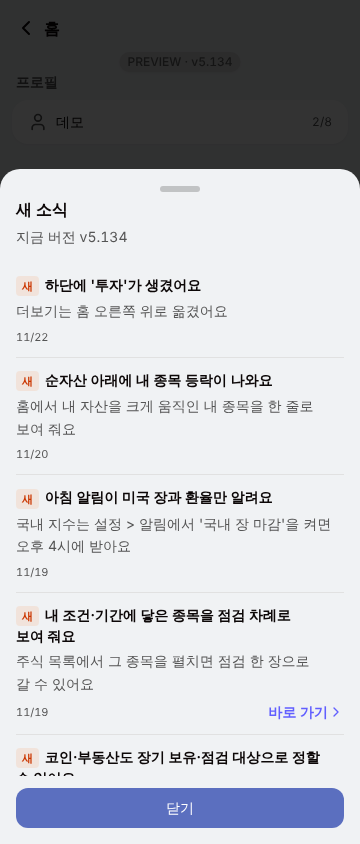 홈
PREVIEW · v5.134
프로필
데모
2/8
새 소식
지금 버전 v5.134
새 하단에 '투자'가 생겼어요
더보기는 홈 오른쪽 위로 옮겼어요
11/22
새 순자산 아래에 내 종목 등락이 나와요
홈에서 내 자산을 크게 움직인 내 종목을 한 줄로
보여 줘요
11/20
새 아침 알림이 미국 장과 환율만 알려요
국내 지수는 설정 > 알림에서 '국내 장 마감'을 켜면
오후 4시에 받아요
11/19
새 내 조건·기간에 닿은 종목을 점검 차례로
보여 줘요
주식 목록에서 그 종목을 펼치면 점검 한 장으로
갈 수 있어요
11/19
바로 가기
새 코인·부동산도 장기 보유·점검 대상으로 정할
수 있어요
닫기